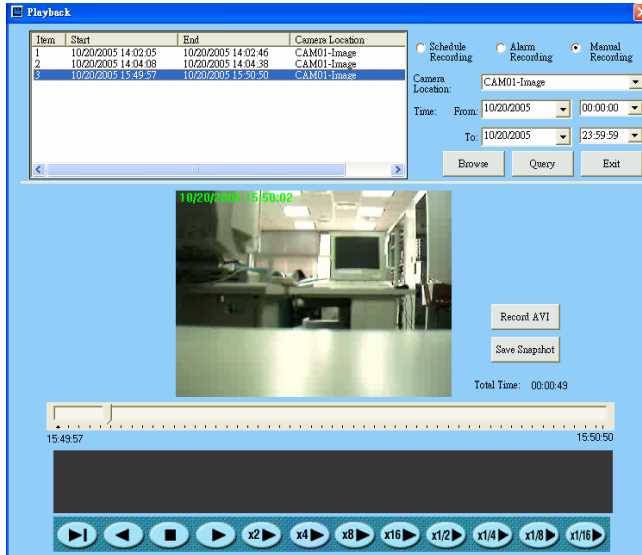 Playback
Item Start End Camera Location
1 10/20/2005 14:02:05 10/20/2005 14:02:46 CAM01-Image
2 10/20/2005 14:04:08 10/20/2005 14:04:38 CAM01-Image
3 10/20/2005 15:49:57 10/20/2005 15:50:50 CAM01-Image
Schedule Recording
Alarm Recording
Manual Recording
Camera Location: CAM01-Image
Time: From: 10/20/2005 00:00:00
To: 10/20/2005 23:59:59
Browse Query Exit
10/20/2005 15:50:02
Record AVI
Save Snapshot
Total Time: 00:00:49
15:49:57 15:50:50
x2 x4 x8 x16 x1/2 x1/4 x1/8 x1/16